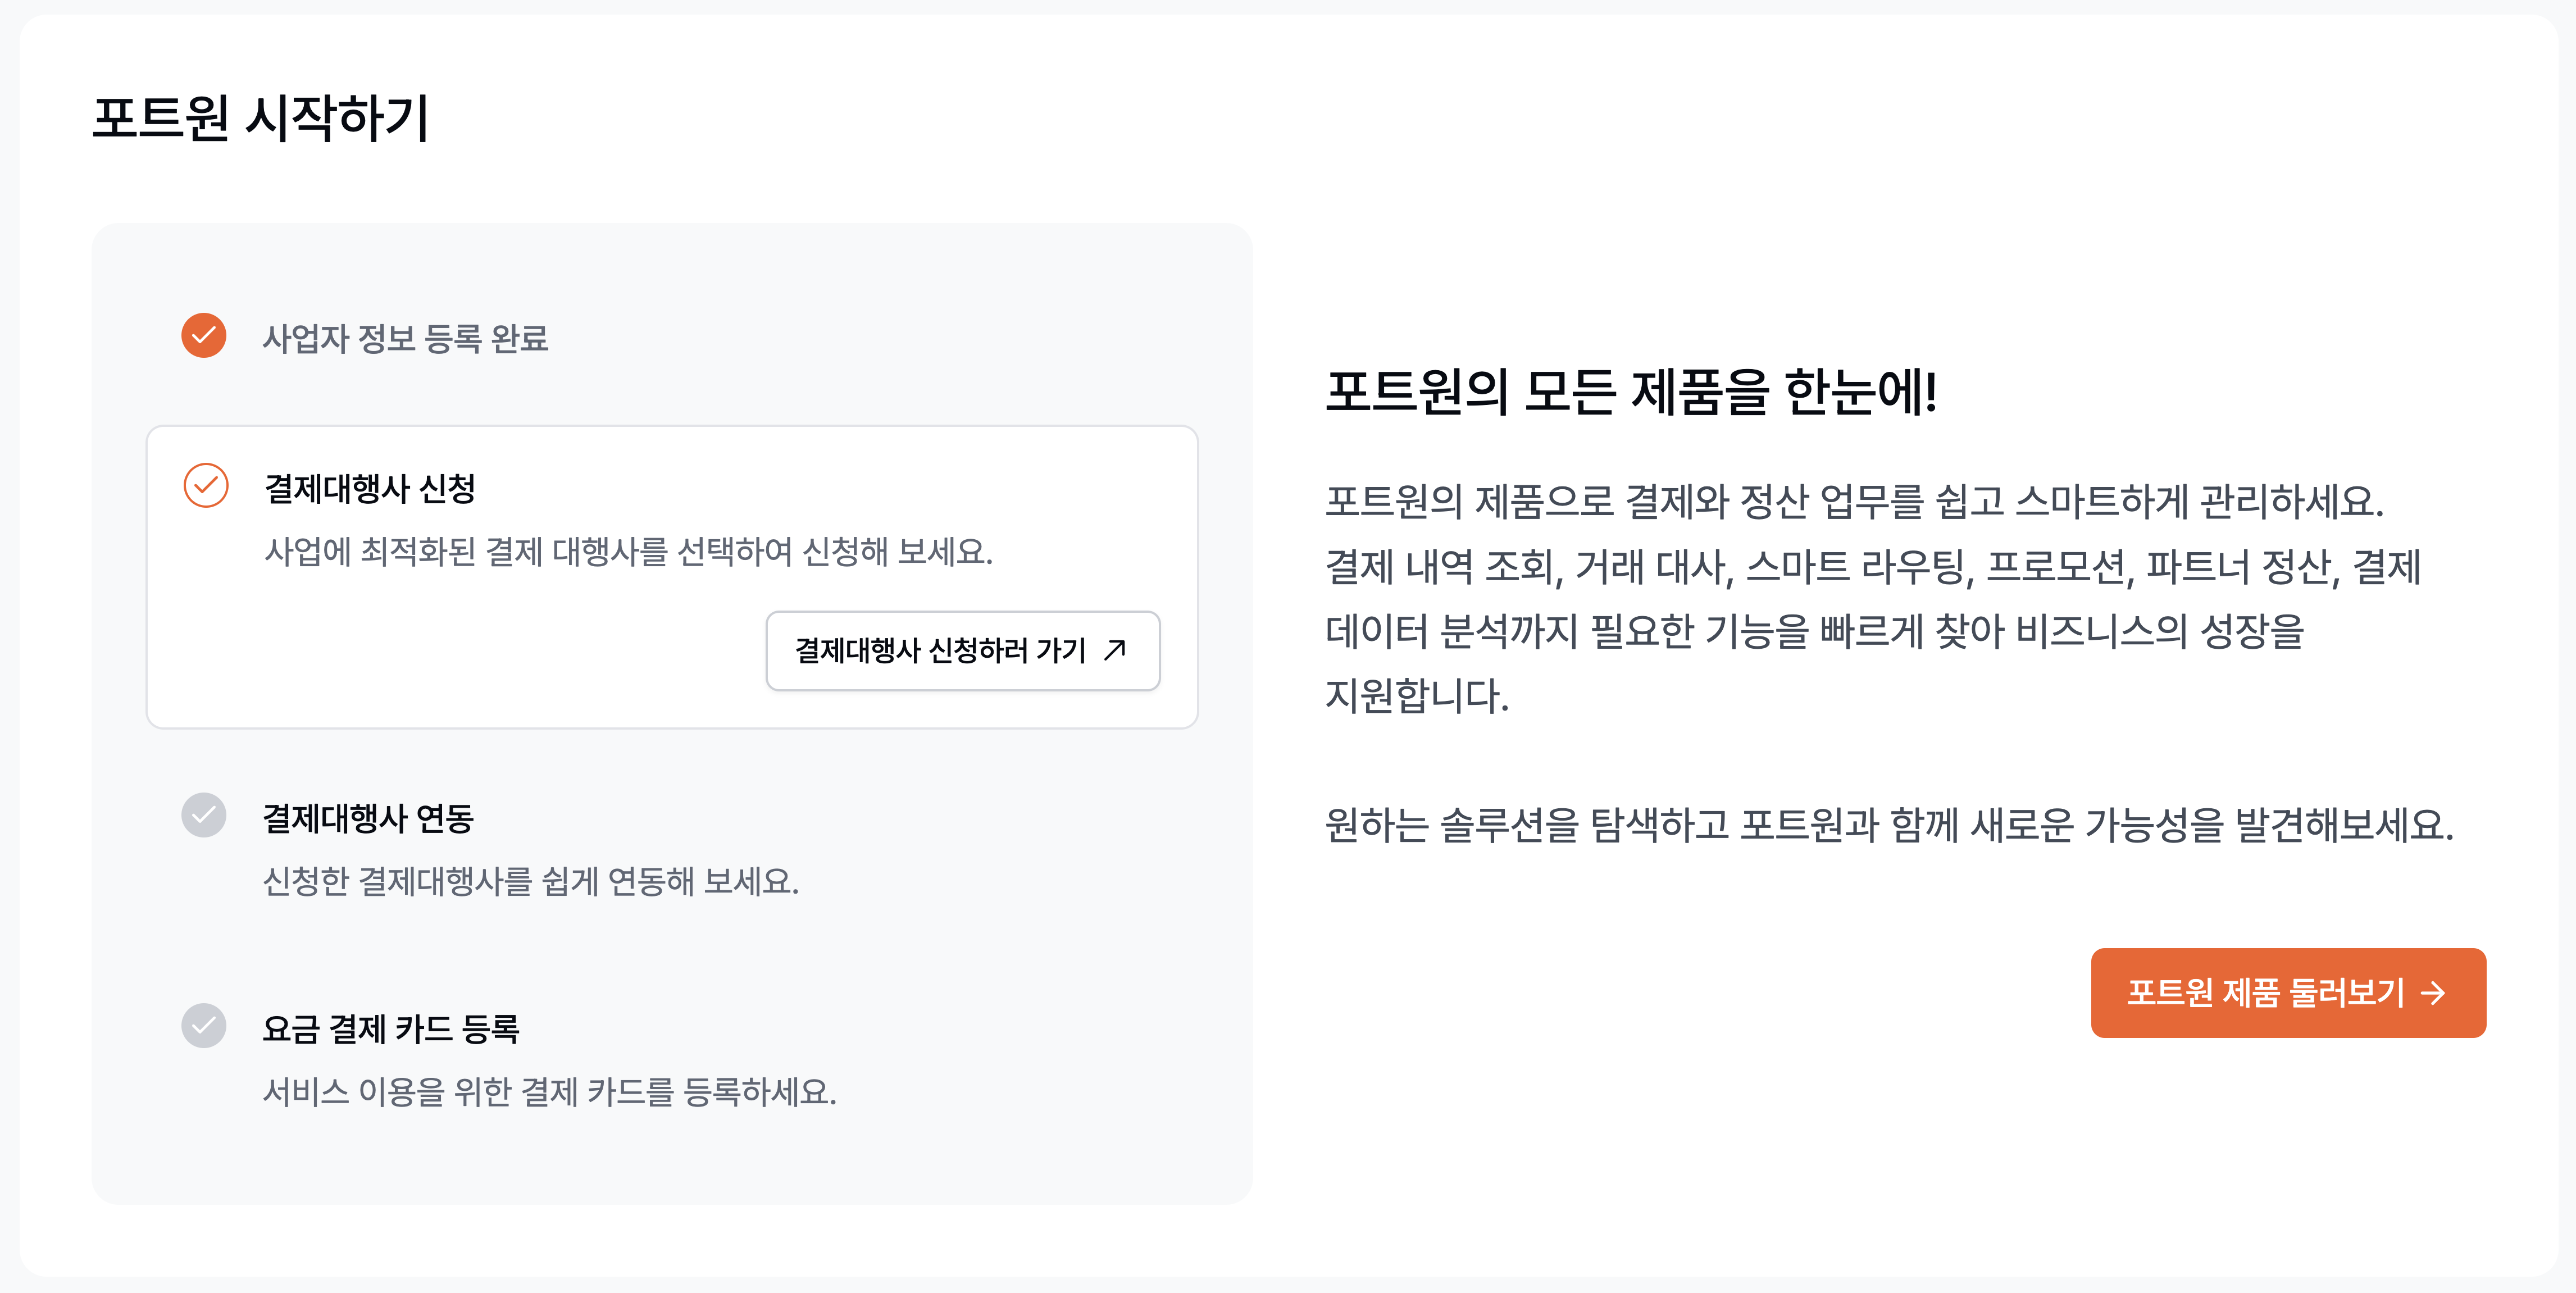 포트원 시작하기
사업자 정보 등록 완료
결제대행사 신청
사업에 최적화된 결제 대행사를 선택하여 신청해 보세요.
결제대행사 신청하러 가기
결제대행사 연동
신청한 결제대행사를 쉽게 연동해 보세요.
요금 결제 카드 등록
서비스 이용을 위한 결제 카드를 등록하세요.
포트원의 모든 제품을 한눈에!
포트원의 제품으로 결제와 정산 업무를 쉽고 스마트하게 관리하세요.
결제 내역 조회, 거래 대사, 스마트 라우팅, 프로모션, 파트너 정산, 결제
데이터 분석까지 필요한 기능을 빠르게 찾아 비즈니스의 성장을
지원합니다.
원하는 솔루션을 탐색하고 포트원과 함께 새로운 가능성을 발견해보세요.
포트원 제품 둘러보기